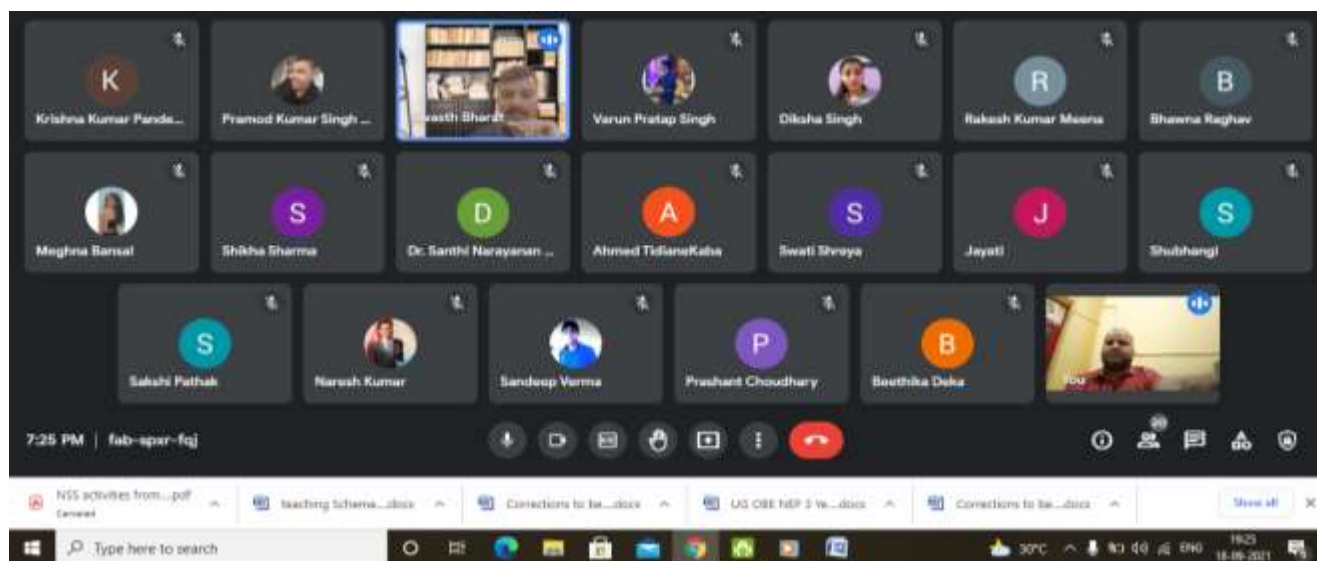 K
Krishna Kumar Pande...
Pramod Kumar Singh ...
Bharat
Varun Pratap Singh
Diksha Singh
R
Rakesh Kumar Meena
B
Bhawna Raghav
Meghna Bansal
S
Shikha Sharma
D
Dr. Santhi Narayanan ...
A
Ahmed TidianeKaba
S
Swati Shreya
J
Jayati
S
Shubhangi
S
Sakshi Pathak
Naresh Kumar
Sandeep Verma
P
Prashant Choudhary
B
Beethika Deka
You
7:25 PM | fab-spxr-fqj
20
NSS activities from....pdf
Canceled
teaching Scheme....docx
Corrections to be....docx
UG OBE NEP 3 Ye....docx
Corrections to be....docx
Show all
Type here to search
30°C
ENG
19:25
18-09-2021